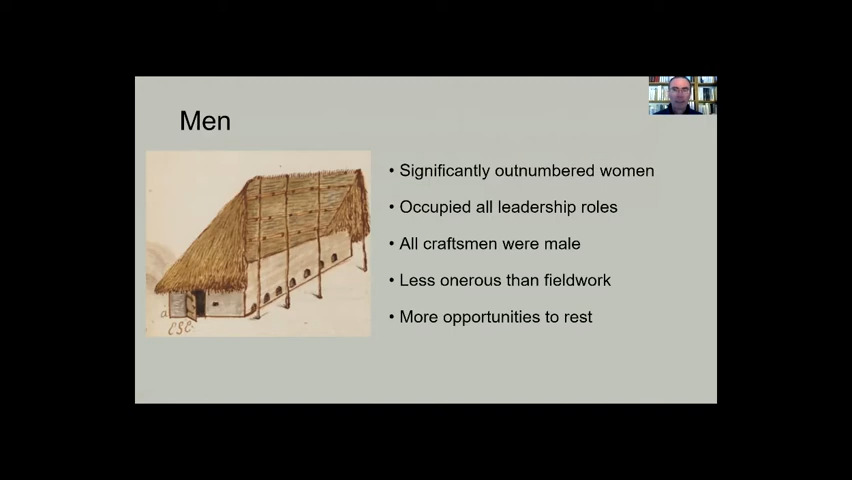 Men
• Significantly outnumbered women
• Occupied all leadership roles
• All craftsmen were male
• Less onerous than fieldwork
• More opportunities to rest
a